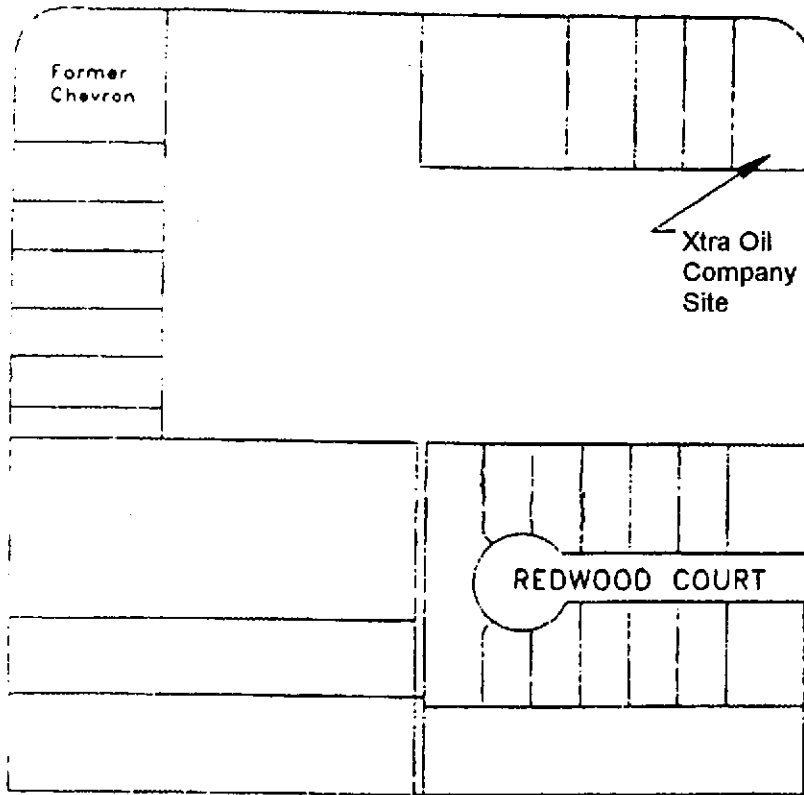 Former
Chevron
Xtra Oil
Company
Site
REDWOOD COURT